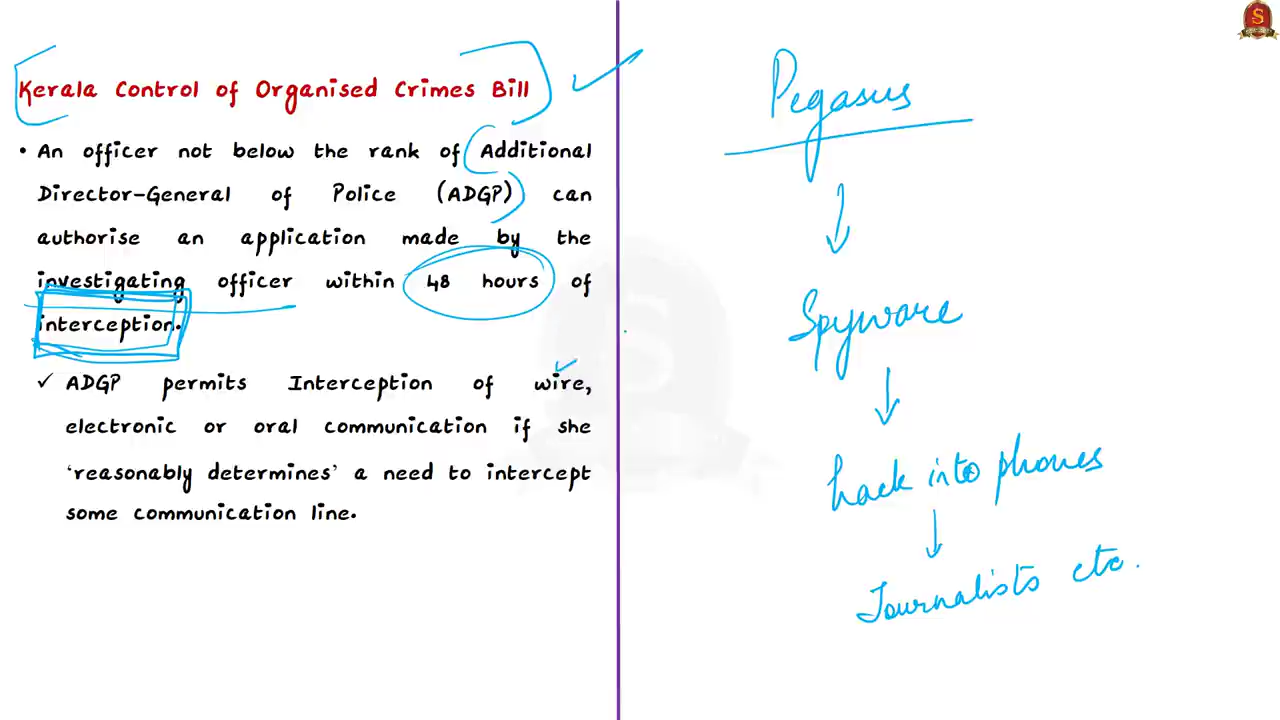 Kerala Control of Organised Crimes Bill
• An officer not below the rank of Additional
Director-General of Police (ADGP) can
authorise an application made by the
investigating officer within 48 hours of
interception.
✓ ADGP permits Interception of wire,
electronic or oral communication if she
‘reasonably determines’ a need to intercept
some communication line.
Pegasus
Spyware
hack into phones
Journalists etc.